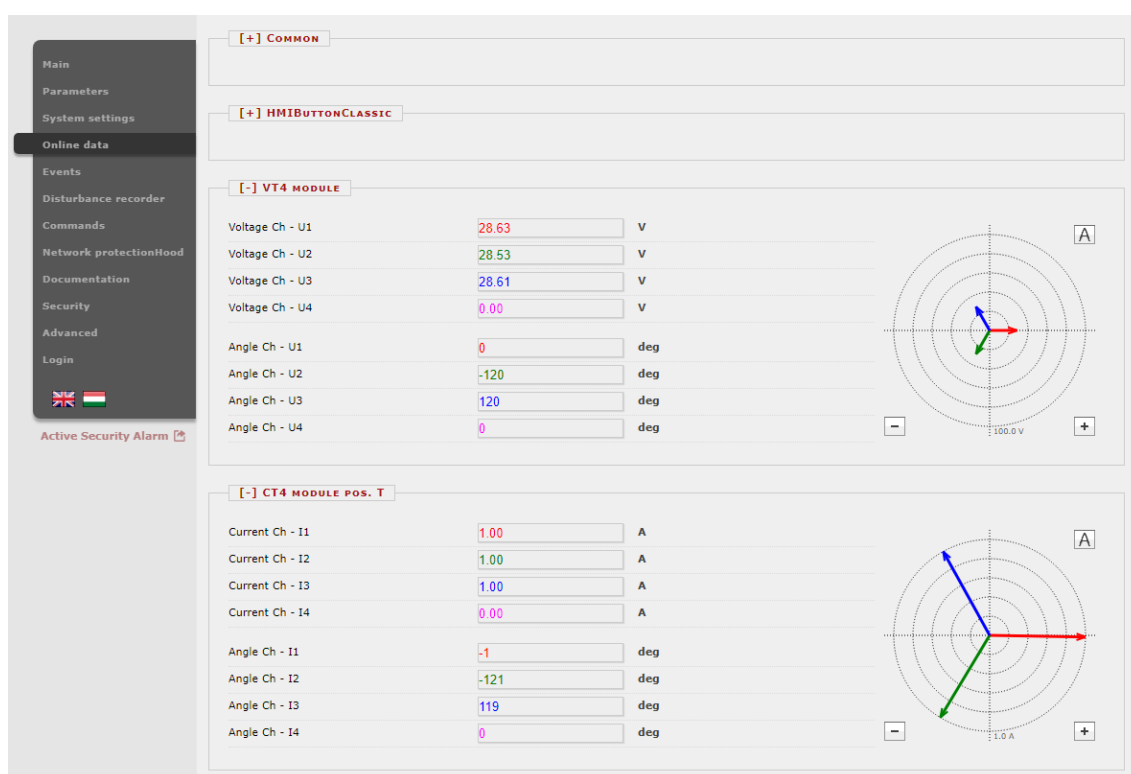 Main
Parameters
System settings
Online data
Events
Disturbance recorder
Commands
Network protectionHood
Documentation
Security
Advanced
Login
Active Security Alarm
[+] Common
[+] HMIButtonClassic
[-] VT4 module
Voltage Ch - U1 28.63 V
Voltage Ch - U2 28.53 V
Voltage Ch - U3 28.61 V
Voltage Ch - U4 0.00 V
Angle Ch - U1 0 deg
Angle Ch - U2 -120 deg
Angle Ch - U3 120 deg
Angle Ch - U4 0 deg
A
- 100.0 V +
[-] CT4 module pos. T
Current Ch - I1 1.00 A
Current Ch - I2 1.00 A
Current Ch - I3 1.00 A
Current Ch - I4 0.00 A
Angle Ch - I1 -1 deg
Angle Ch - I2 -121 deg
Angle Ch - I3 119 deg
Angle Ch - I4 0 deg
A
- 1.0 A +